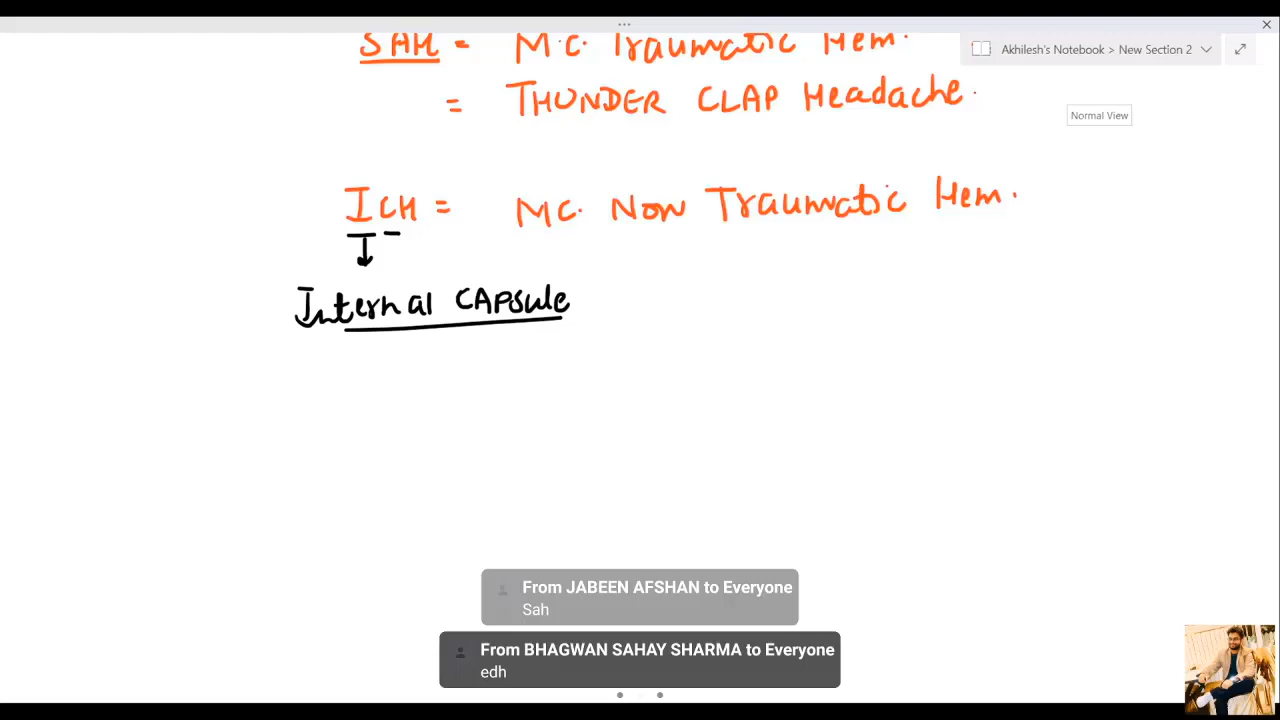 SAH = M.C. Traumatic Hem.
Akhilesh's Notebook > New Section 2
= THUNDER CLAP Headache.
Normal View
ICH = MC. Non Traumatic Hem.
Internal CAPsule
From JABEEN AFSHAN to Everyone
Sah
From BHAGWAN SAHAY SHARMA to Everyone
edh